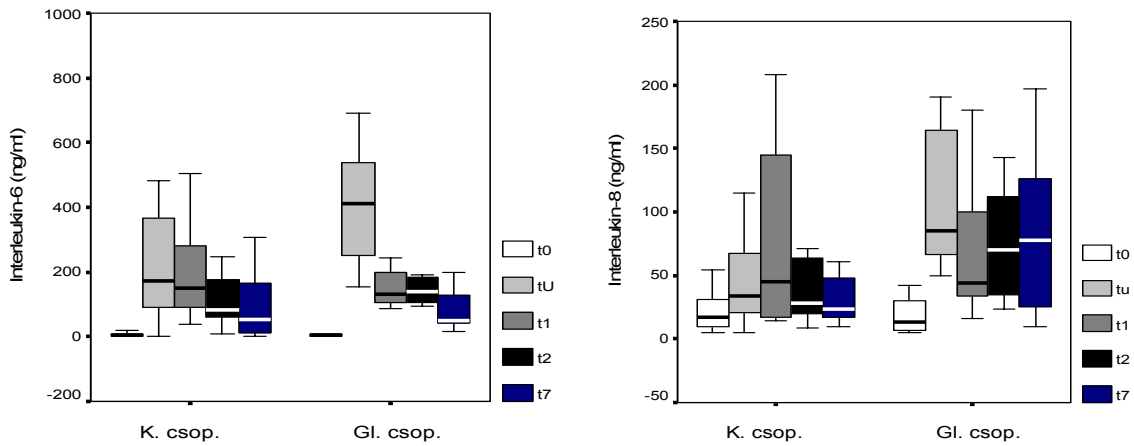 Interleukin-6 (ng/ml)
1000
800
600
400
200
0
-200
K. csop.
Gl. csop.
t0
tU
t1
t2
t7
Interleukin-8 (ng/ml)
250
200
150
100
50
0
-50
K. csop.
Gl. csop.
t0
tu
t1
t2
t7